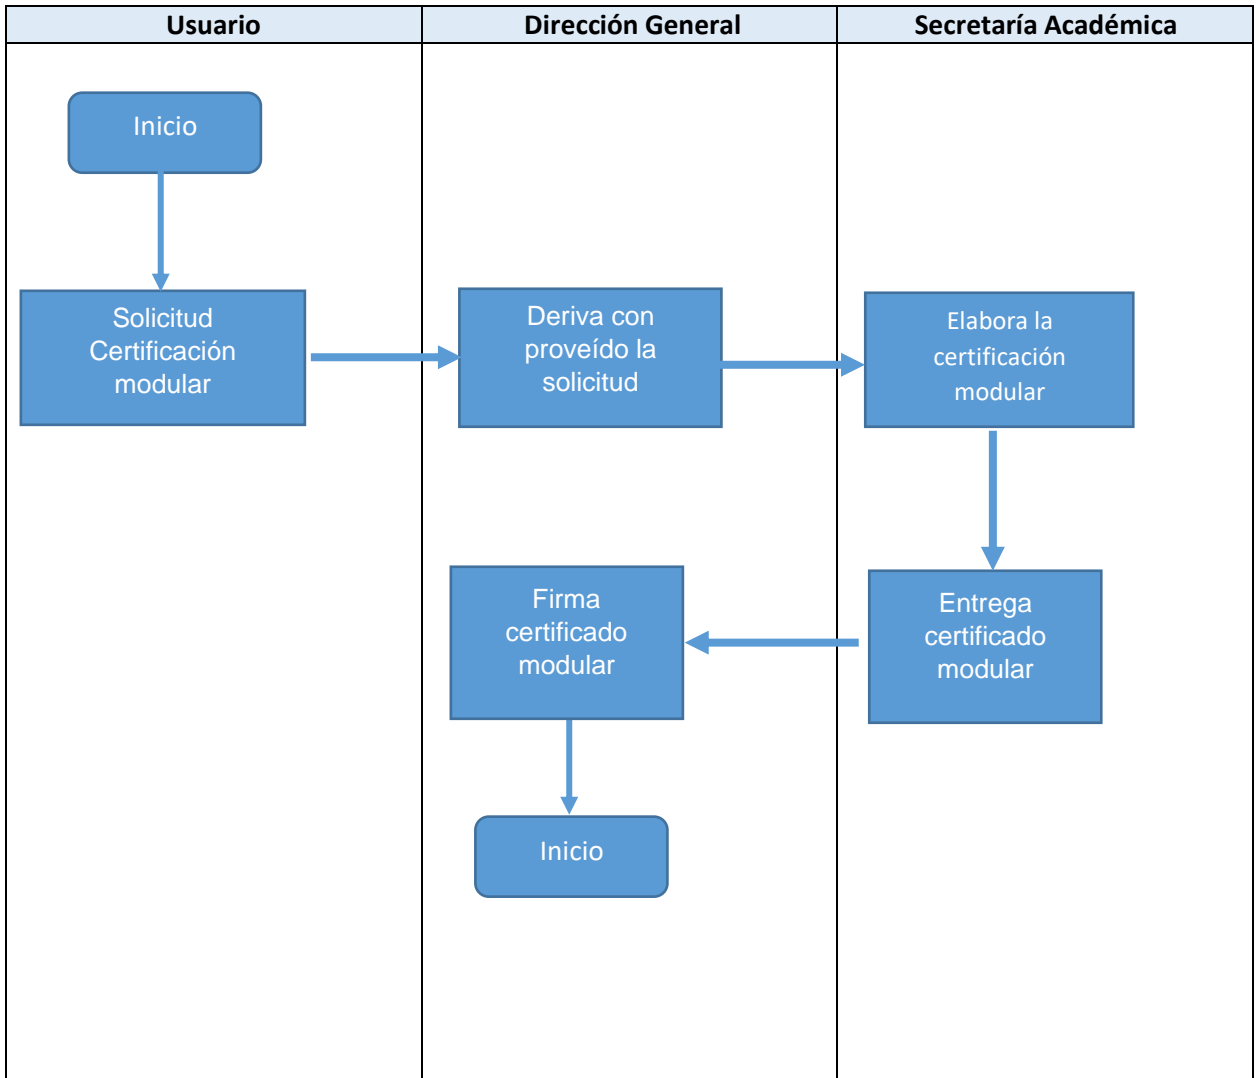 Usuario
Dirección General
Secretaría Académica
Inicio
Solicitud
Certificación
modular
Deriva con
proveído la
solicitud
Elabora la
certificación
modular
Entrega
certificado
modular
Firma
certificado
modular
Inicio